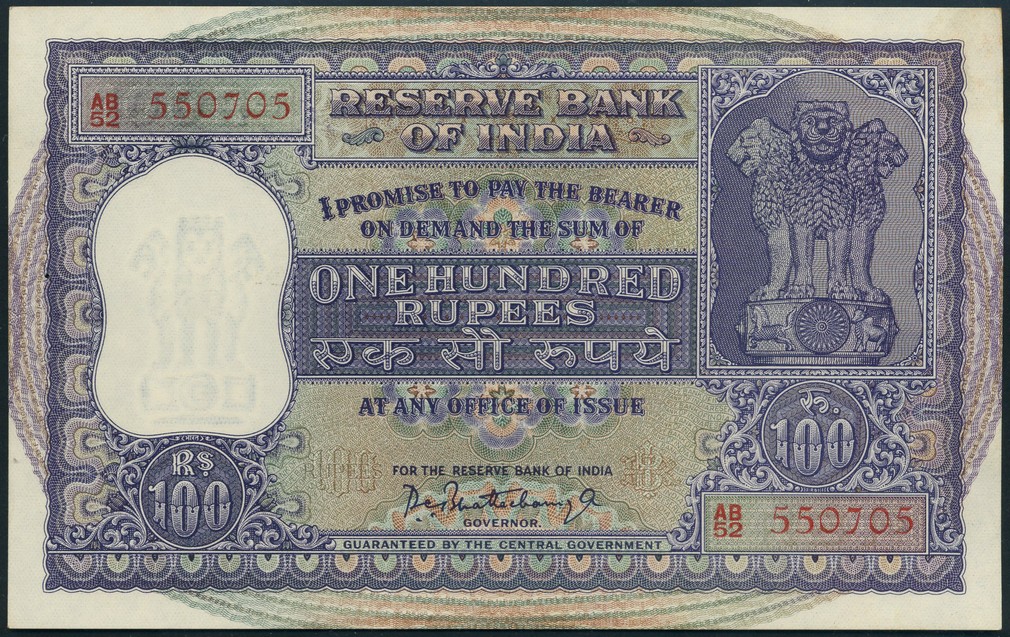 AB
52 550705
RESERVE BANK
OF INDIA
I PROMISE TO PAY THE BEARER
ON DEMAND THE SUM OF
ONE HUNDRED
RUPEES
एक सौ रुपये
AT ANY OFFICE OF ISSUE
RUPEES
FOR THE RESERVE BANK OF INDIA
GOVERNOR.
GUARANTEED BY THE CENTRAL GOVERNMENT
Rs
100
रु.
100
AB
52 550705